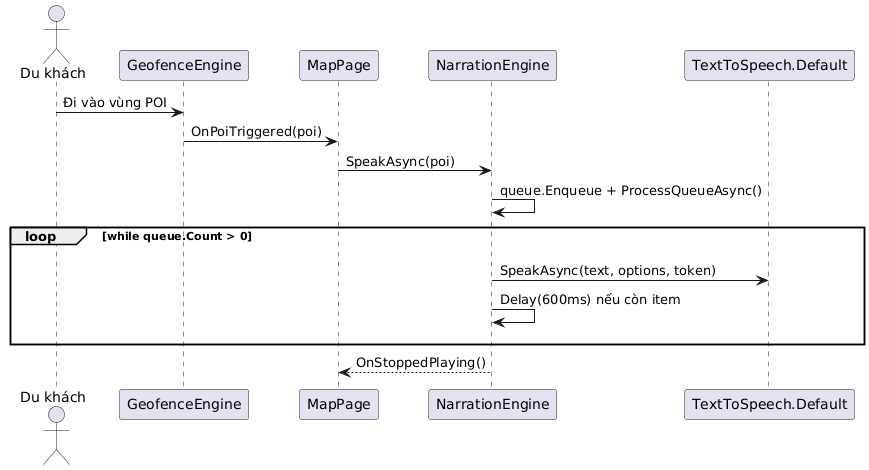 Du khách
GeofenceEngine
MapPage
NarrationEngine
TextToSpeech.Default
Đi vào vùng POI
OnPoiTriggered(poi)
SpeakAsync(poi)
queue.Enqueue + ProcessQueueAsync()
loop
[while queue.Count > 0]
SpeakAsync(text, options, token)
Delay(600ms) nếu còn item
OnStoppedPlaying()
Du khách
GeofenceEngine
MapPage
NarrationEngine
TextToSpeech.Default